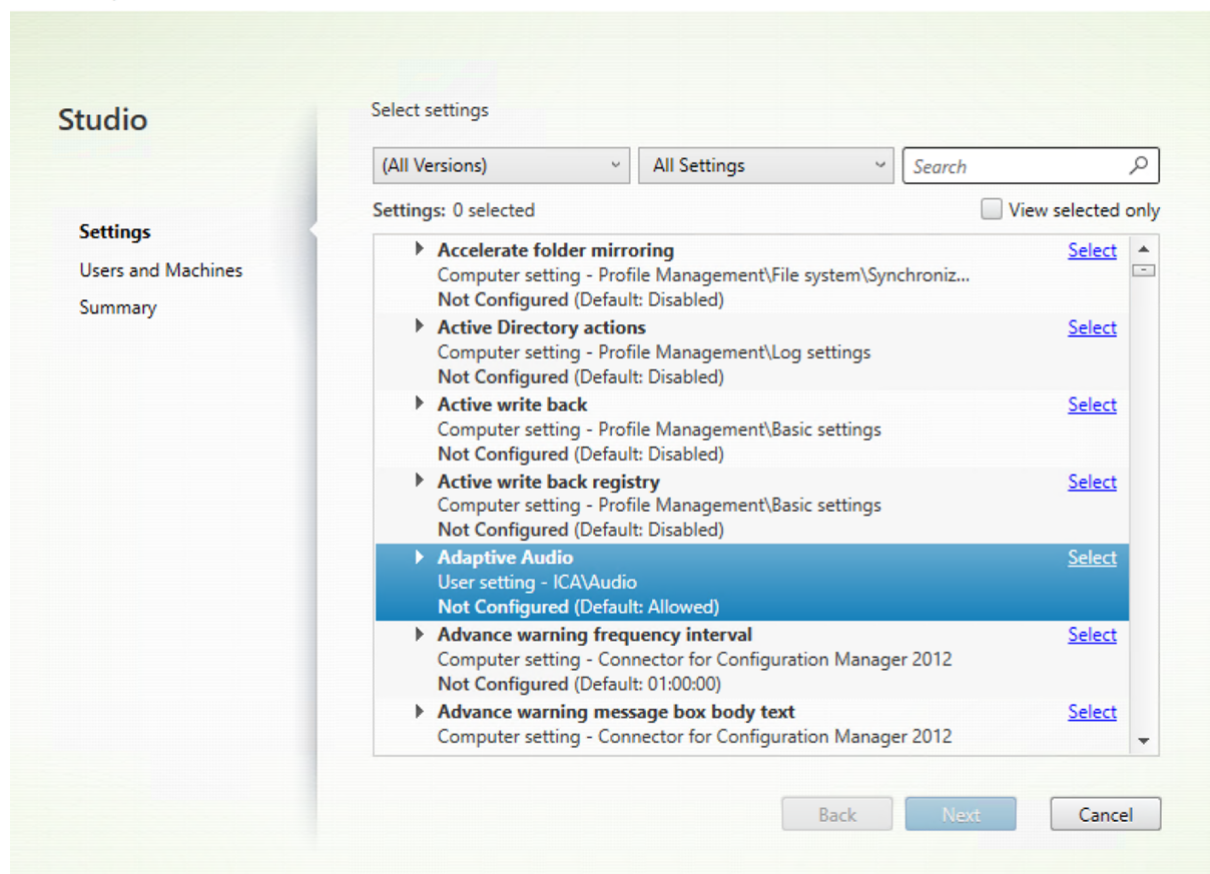 Studio
Select settings
(All Versions)
All Settings
Search
Settings: 0 selected
View selected only
Settings
Users and Machines
Summary
Accelerate folder mirroring
Select
Computer setting - Profile Management\File system\Synchroniz...
Not Configured (Default: Disabled)
Active Directory actions
Select
Computer setting - Profile Management\Log settings
Not Configured (Default: Disabled)
Active write back
Select
Computer setting - Profile Management\Basic settings
Not Configured (Default: Disabled)
Active write back registry
Select
Computer setting - Profile Management\Basic settings
Not Configured (Default: Disabled)
Adaptive Audio
Select
User setting - ICA\Audio
Not Configured (Default: Allowed)
Advance warning frequency interval
Select
Computer setting - Connector for Configuration Manager 2012
Not Configured (Default: 01:00:00)
Advance warning message box body text
Select
Computer setting - Connector for Configuration Manager 2012
Back
Next
Cancel